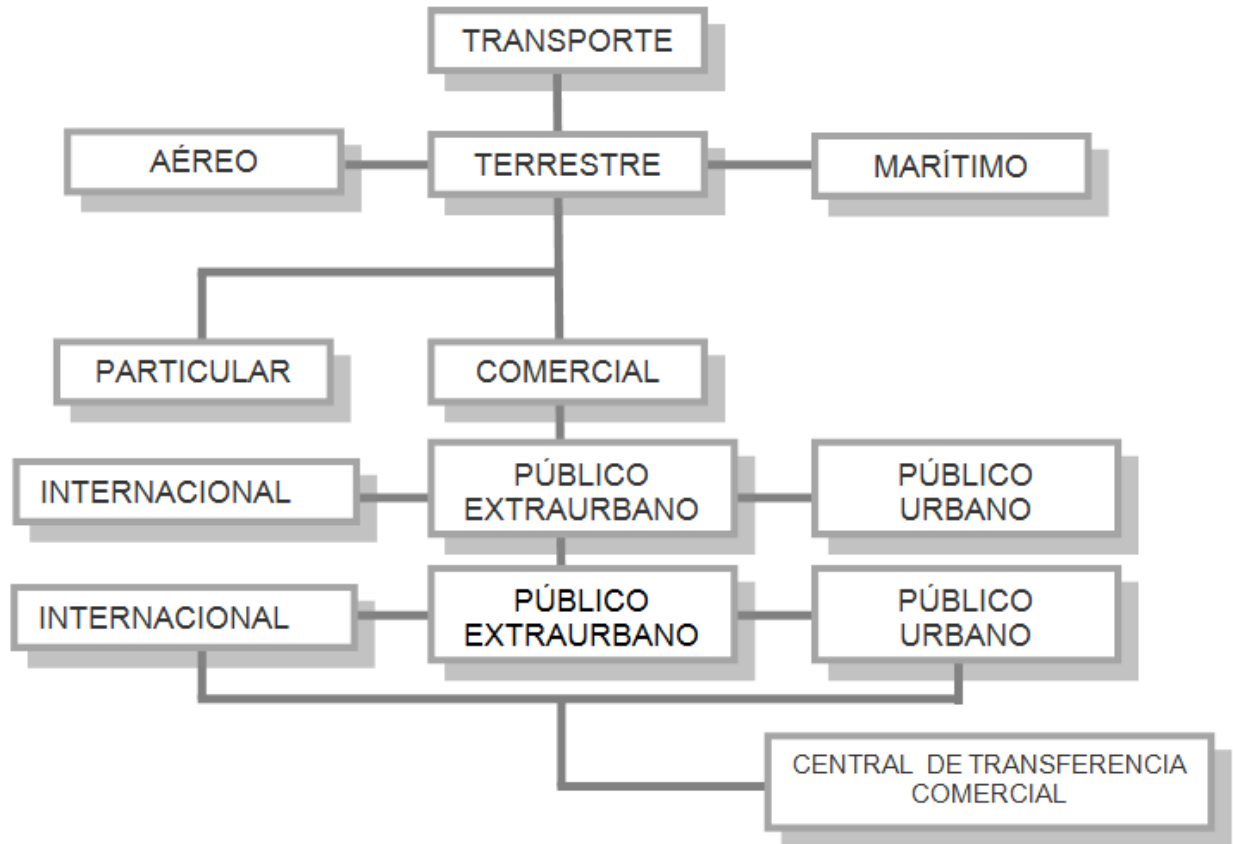 TRANSPORTE
AÉREO
TERRESTRE
MARÍTIMO
PARTICULAR
COMERCIAL
INTERNACIONAL
PÚBLICO
EXTRAURBANO
PÚBLICO
URBANO
INTERNACIONAL
PÚBLICO
EXTRAURBANO
PÚBLICO
URBANO
CENTRAL DE TRANSFERENCIA
COMERCIAL